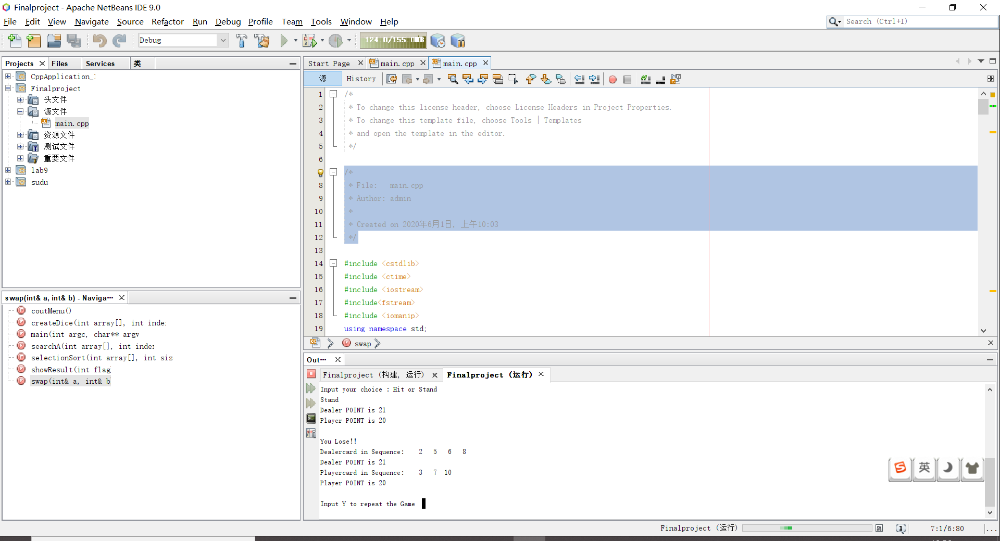 Finalproject - Apache NetBeans IDE 9.0
File Edit View Navigate Source Refactor Run Debug Profile Team Tools Window Help
Search (Ctrl+I)
Debug
124.0/155.0MB
Projects Files Services 类
CppApplication_
Finalproject
头文件
源文件
main.cpp
资源文件
测试文件
重要文件
lab9
sudu
swap(int& a, int& b) - Naviga...
coutMenu()
createDice(int array[], int inde
main(int argc, char** argv
searchA(int array[], int index
selectionSort(int array[], int siz
showResult(int flag
swap(int& a, int& b
Start Page main.cpp main.cpp
源 History
1 /*
2 * To change this license header, choose License Headers in Project Properties.
3 * To change this template file, choose Tools | Templates
4 * and open the template in the editor.
5 */
6
/*
8 * File:   main.cpp
9 * Author: admin
10 *
11 * Created on 2020年6月1日, 上午10:03
12 */
13
14 #include <cstdlib>
15 #include <ctime>
16 #include <iostream>
17 #include<fstream>
18 #include <iomanip>
19 using namespace std;
swap
Out...
Finalproject (构建, 运行) Finalproject (运行)
Input your choice : Hit or Stand
Stand
Dealer POINT is 21
Player POINT is 20
You Lose!!
Dealercard in Sequence:    2   5   6   8
Dealer POINT is 21
Playercard in Sequence:    3   7  10
Player POINT is 20
Input Y to repeat the Game
英
Finalproject (运行) 1 7:1/6:80 ...